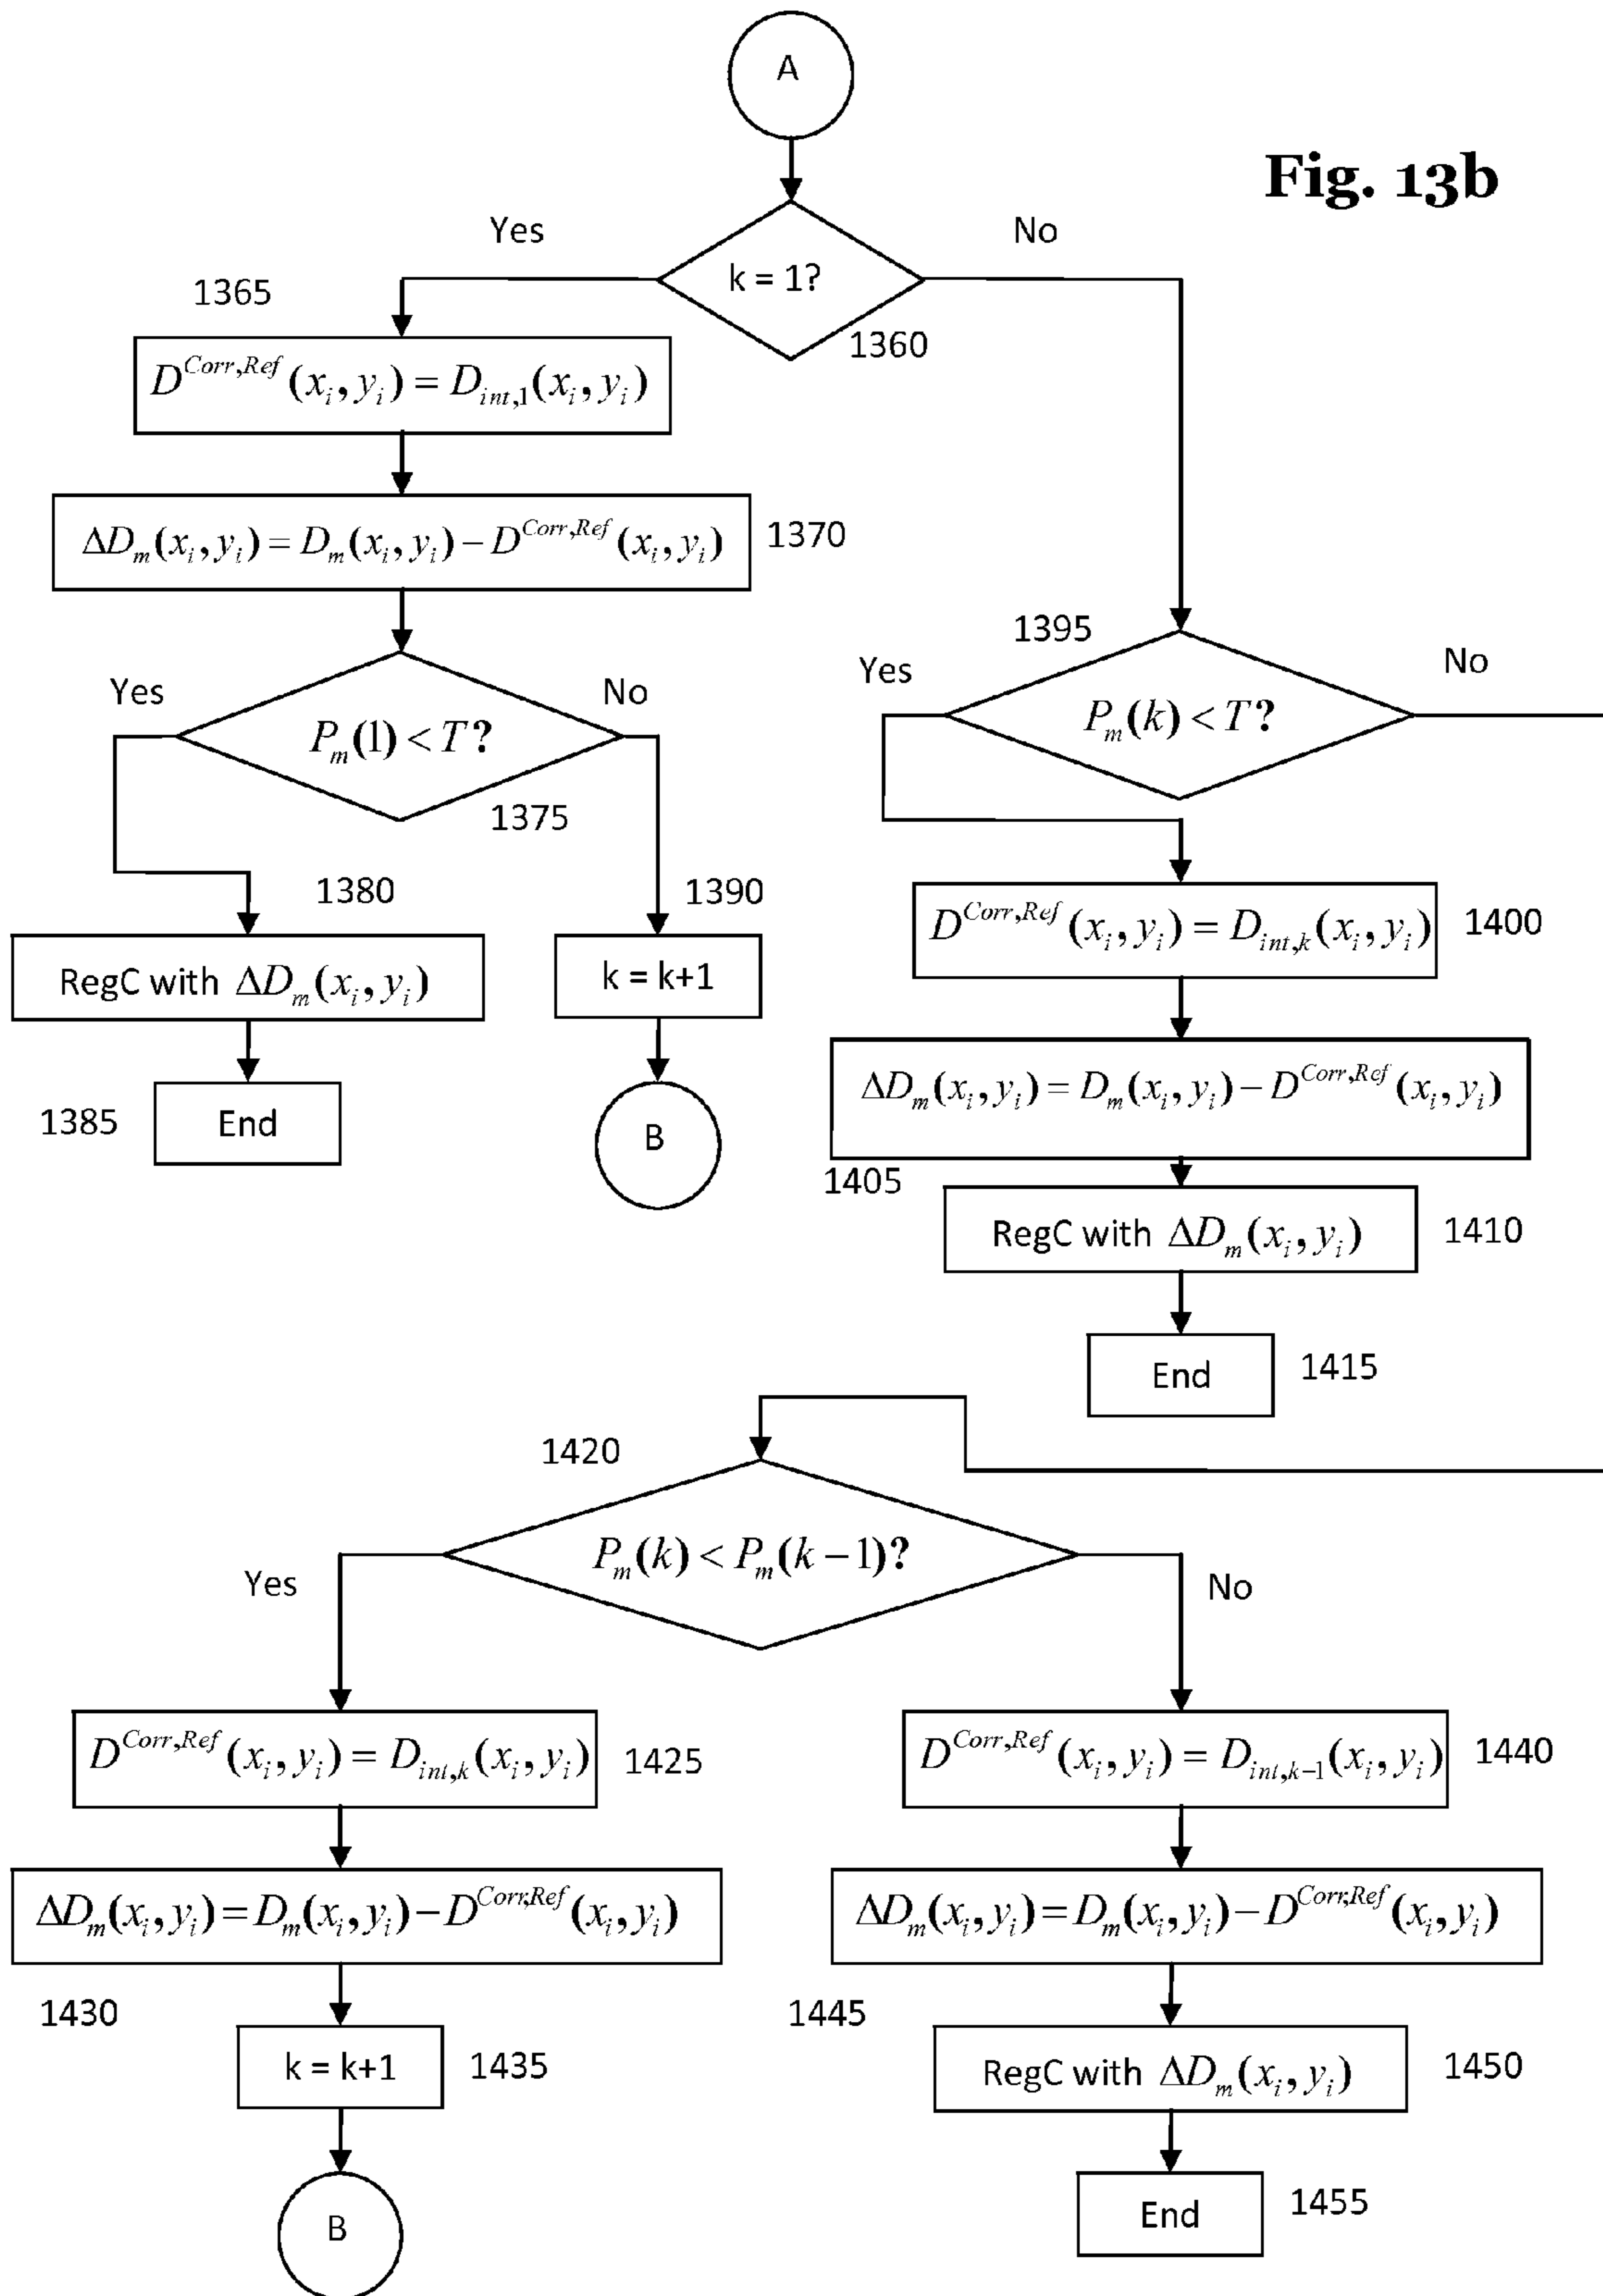 A
Fig. 13b
Yes
No
k = 1?
1360
1365
D^{Corr,Ref}(x_i, y_i) = D_{int,1}(x_i, y_i)
ΔD_m(x_i, y_i) = D_m(x_i, y_i) − D^{Corr,Ref}(x_i, y_i)
1370
Yes
No
P_m(1) < T?
1375
1380
RegC with ΔD_m(x_i, y_i)
1385
End
1390
k = k+1
B
1395
Yes
No
P_m(k) < T?
D^{Corr,Ref}(x_i, y_i) = D_{int,k}(x_i, y_i)
1400
ΔD_m(x_i, y_i) = D_m(x_i, y_i) − D^{Corr,Ref}(x_i, y_i)
1405
RegC with ΔD_m(x_i, y_i)
1410
End
1415
1420
P_m(k) < P_m(k − 1)?
Yes
No
D^{Corr,Ref}(x_i, y_i) = D_{int,k}(x_i, y_i)
1425
ΔD_m(x_i, y_i) = D_m(x_i, y_i) − D^{Corr,Ref}(x_i, y_i)
1430
k = k+1
1435
B
D^{Corr,Ref}(x_i, y_i) = D_{int,k−1}(x_i, y_i)
1440
ΔD_m(x_i, y_i) = D_m(x_i, y_i) − D^{Corr,Ref}(x_i, y_i)
1445
RegC with ΔD_m(x_i, y_i)
1450
End
1455